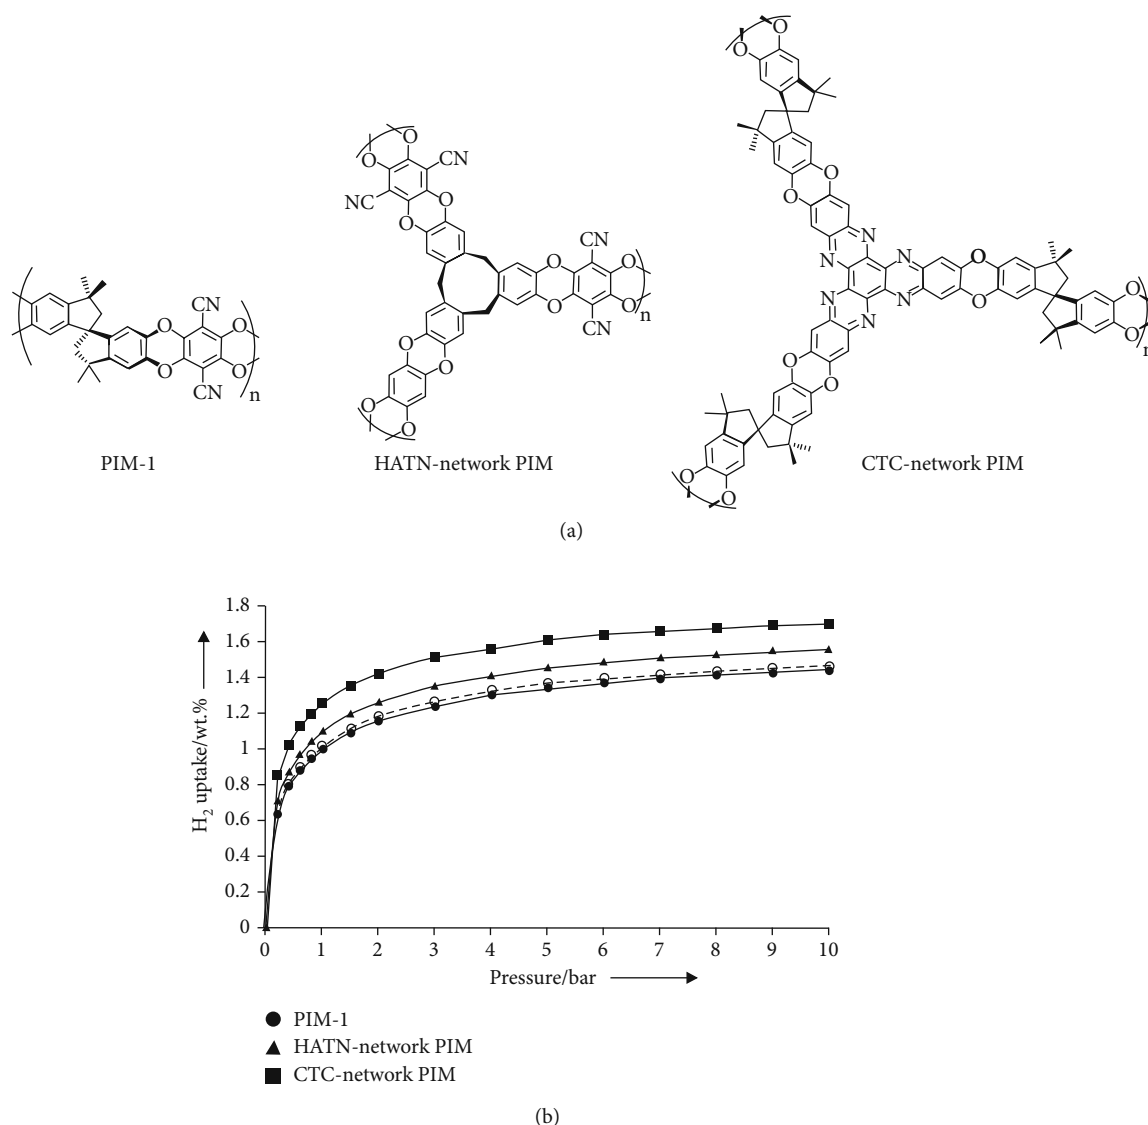 CN
CN
n
PIM-1
O
O
CN
NC
O
O
O
O
CN
CN
O
O
O
O
n
O
O
O
O
HATN-network PIM
O
O
O
O
N
N
N
N
N
N
O
O
O
O
n
O
O
O
O
CTC-network PIM
O
O
O
O
(a)
H₂ uptake/wt.%
1.8
1.6
1.4
1.2
1
0.8
0.6
0.4
0.2
0
0 1 2 3 4 5 6 7 8 9 10
Pressure/bar
PIM-1
HATN-network PIM
CTC-network PIM
(b)